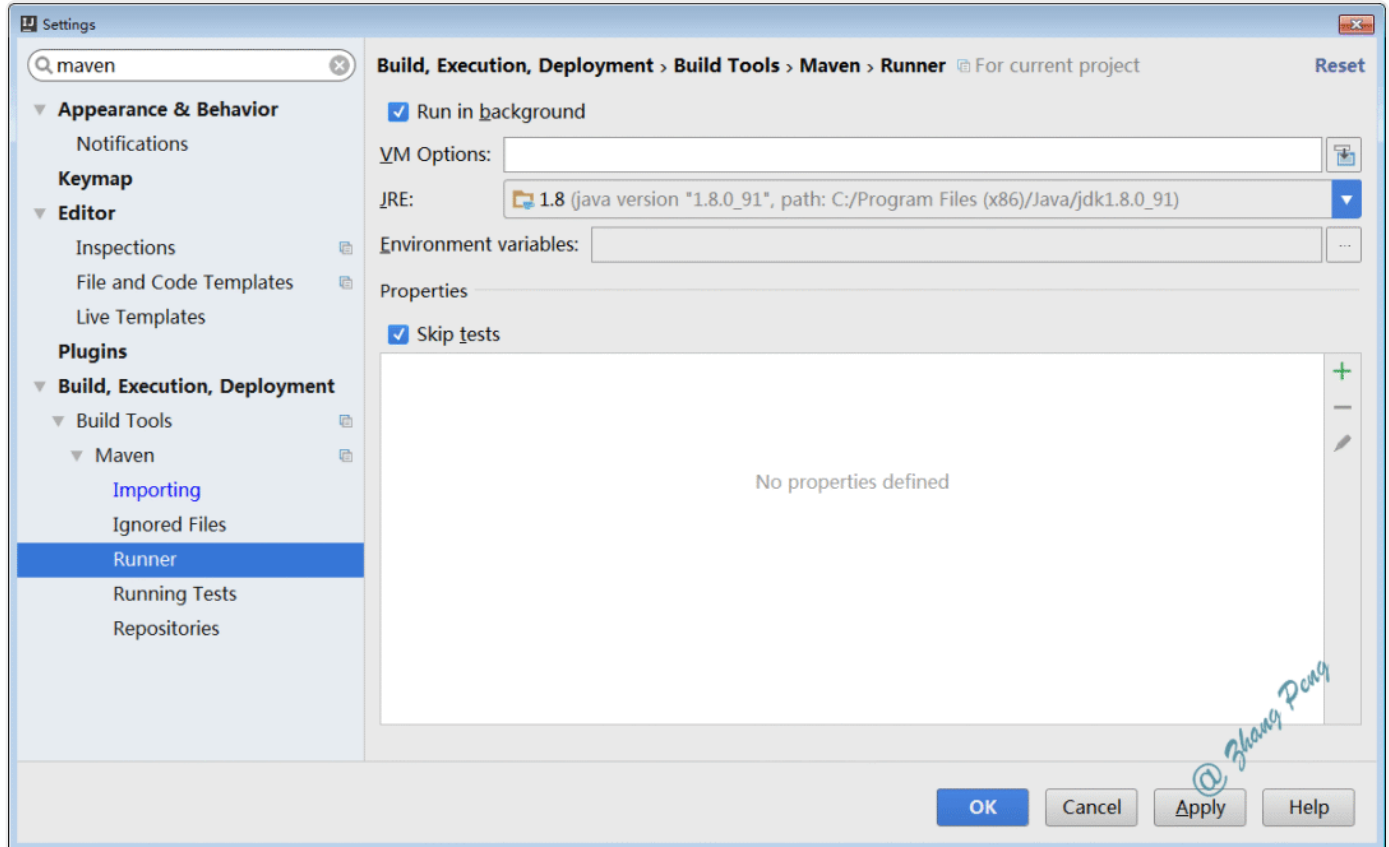 Settings
maven
Build, Execution, Deployment › Build Tools › Maven › Runner For current project Reset
Appearance & Behavior
Notifications
Keymap
Editor
Inspections
File and Code Templates
Live Templates
Plugins
Build, Execution, Deployment
Build Tools
Maven
Importing
Ignored Files
Runner
Running Tests
Repositories
Run in background
VM Options:
JRE: 1.8 (java version "1.8.0_91", path: C:/Program Files (x86)/Java/jdk1.8.0_91)
Environment variables: ...
Properties
Skip tests
No properties defined
@ Zhang Peng
OK Cancel Apply Help